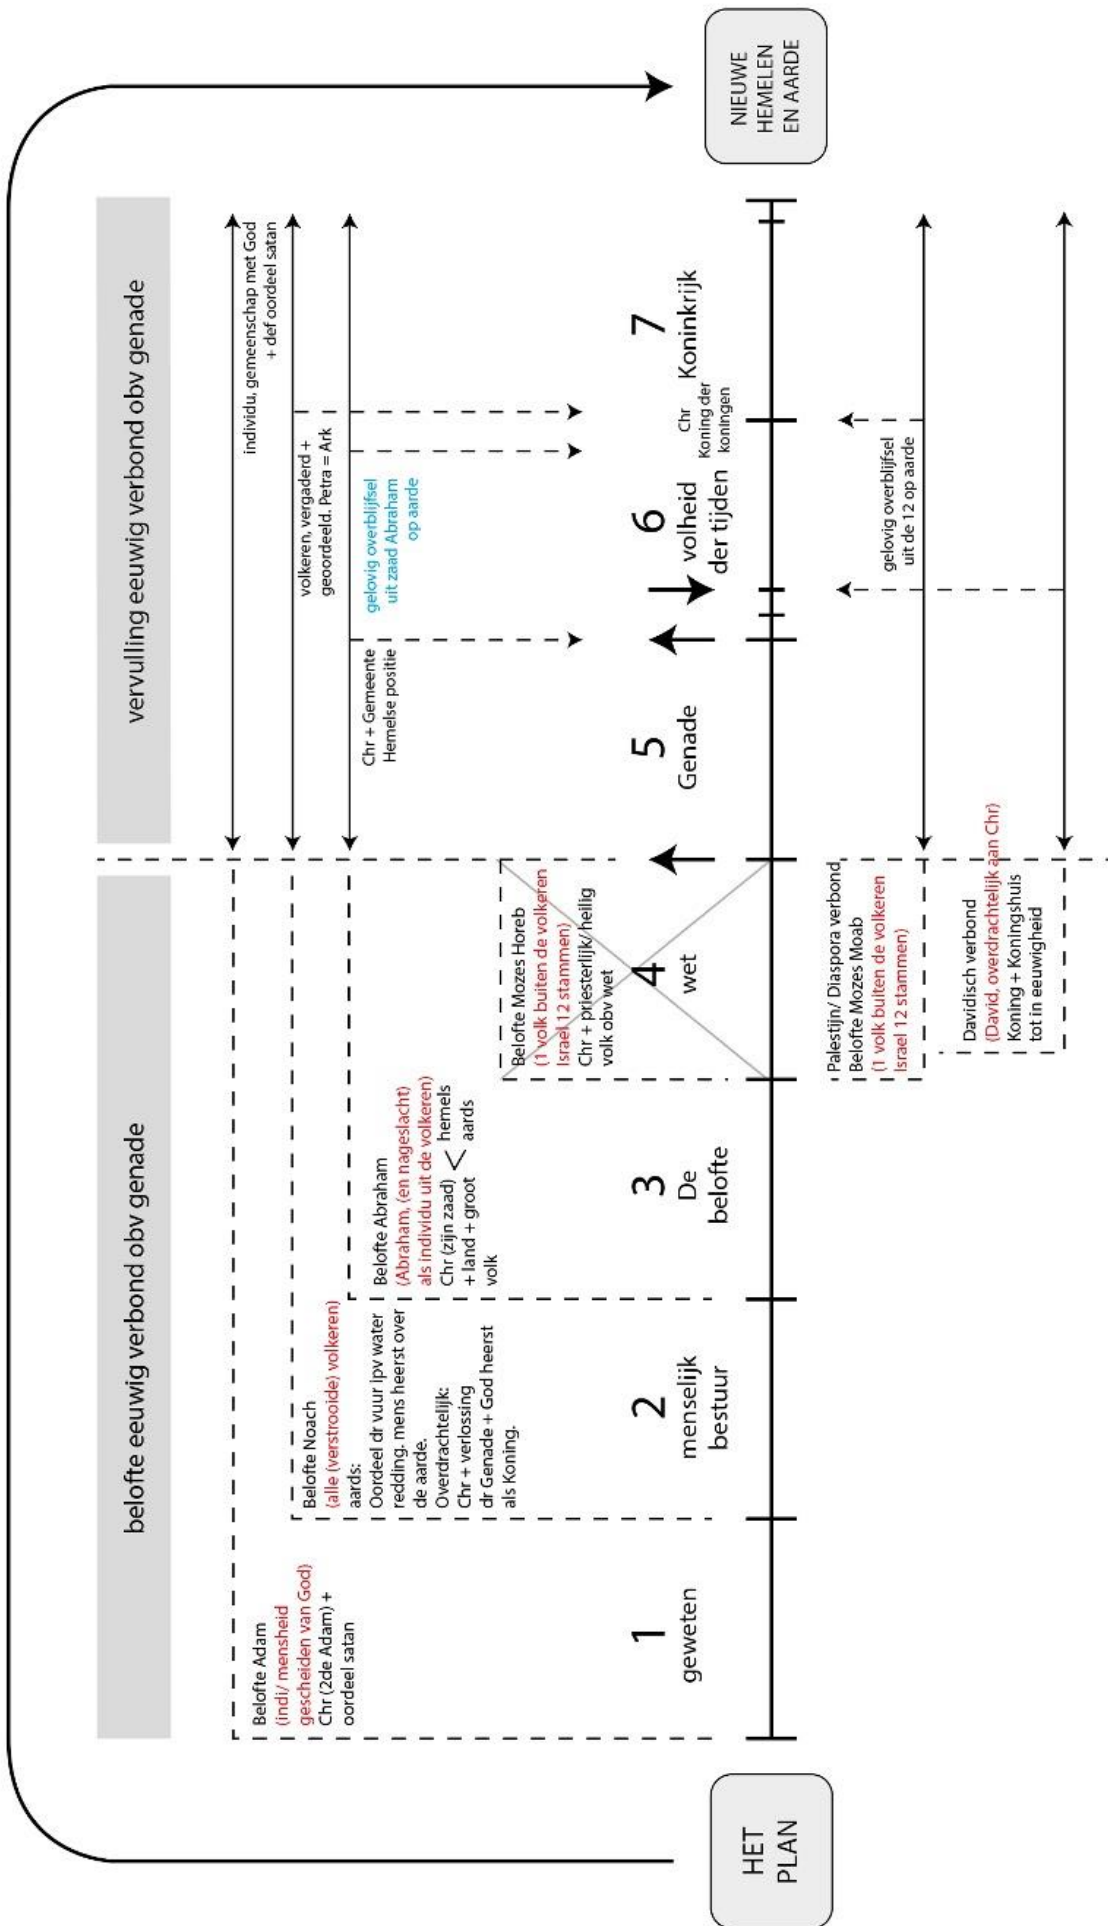 HET
PLAN
belofte eeuwig verbond obv genade
vervulling eeuwig verbond obv genade
Belofte Adam
(indi/ mensheid
gescheiden van God)
Chr (2de Adam) +
oordeel satan
Belofte Noach
(alle (verstrooide) volkeren)
aards:
Oordeel dr vuur ipv water
redding. mens heerst over
de aarde.
Overdrachtelijk:
Chr + verlossing
dr Genade + God heerst
als Koning.
Belofte Abraham
(Abraham, (en nageslacht)
als individu uit de volkeren)
Chr (zijn zaad) < hemels
aards
+ land + groot
volk
Belofte Mozes Horeb
(1 volk buiten de volkeren
Israel 12 stammen)
Chr + priesterlijk/ heilig
volk obv wet
individu, gemeenschap met God
+ def oordeel satan
volkeren, vergaderd +
geoordeeld. Petra = Ark
Chr + Gemeente
Hemelse positie
gelovig overblijfsel
uit zaad Abraham
op aarde
1
geweten
2
menselijk
bestuur
3
De
belofte
4
wet
5
Genade
6
volheid
der tijden
Chr
Koning der
koningen
7
Koninkrijk
NIEUWE
HEMELEN
EN AARDE
Palestijn/ Diaspora verbond
Belofte Mozes Moab
(1 volk buiten de volkeren
Israel 12 stammen)
Davidisch verbond
(David, overdrachtelijk aan Chr)
Koning + Koningshuis
tot in eeuwigheid
gelovig overblijfsel
uit de 12 op aarde